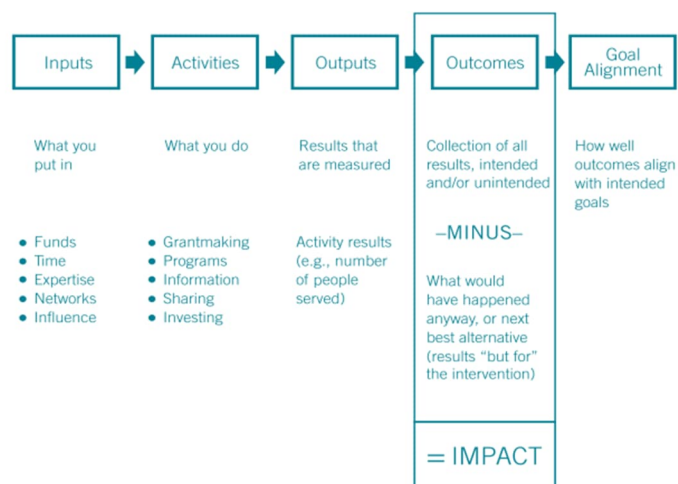 Inputs
Activities
Outputs
Outcomes
Goal
Alignment
What you
put in
What you do
Results that
are measured
Collection of all
results, intended
and/or unintended
How well
outcomes align
with intended
goals
–MINUS–
• Funds
• Time
• Expertise
• Networks
• Influence
• Grantmaking
• Programs
• Information
• Sharing
• Investing
Activity results
(e.g., number
of people
served)
What would
have happened
anyway, or next
best alternative
(results “but for”
the intervention)
= IMPACT